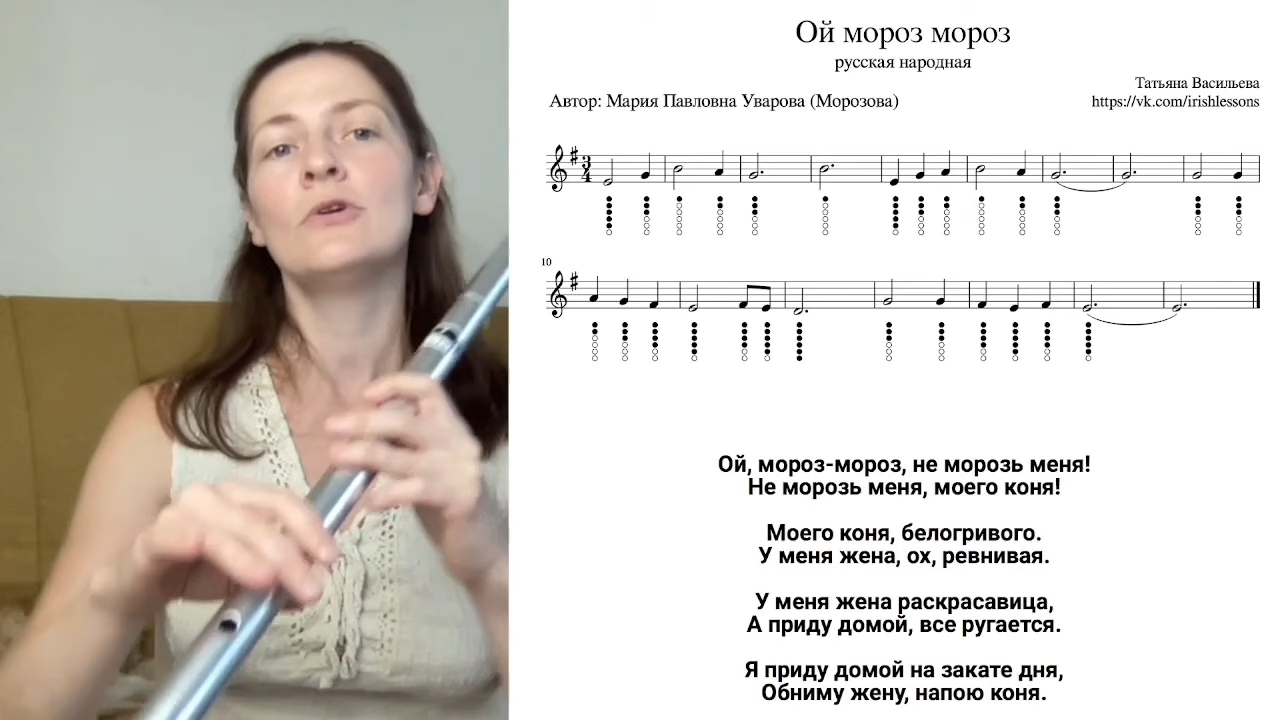 Ой мороз мороз
русская народная
Татьяна Васильева
Автор: Мария Павловна Уварова (Морозова)
https://vk.com/irishlessons
3
4
10
Ой, мороз-мороз, не морозь меня!
Не морозь меня, моего коня!
Моего коня, белогривого.
У меня жена, ох, ревнивая.
У меня жена раскрасавица,
А приду домой, все ругается.
Я приду домой на закате дня,
Обниму жену, напою коня.